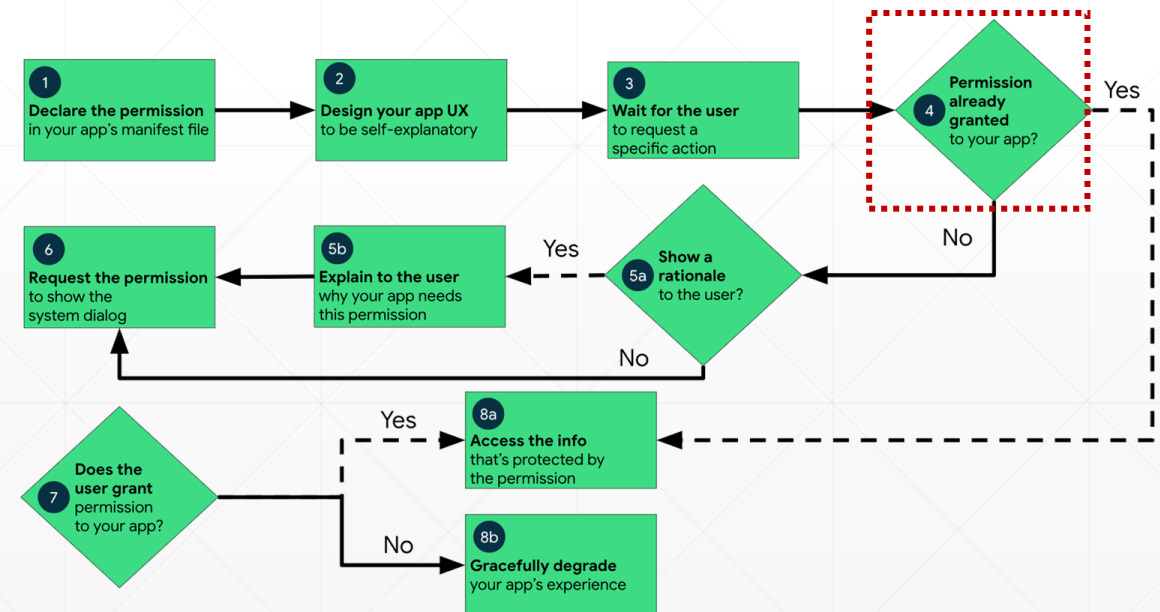 1
Declare the permission
in your app's manifest file
2
Design your app UX
to be self-explanatory
3
Wait for the user
to request a
specific action
4
Permission
already
granted
to your app?
Yes
No
6
Request the permission
to show the
system dialog
5b
Explain to the user
why your app needs
this permission
Yes
5a
Show a
rationale
to the user?
No
7
Does the
user grant
permission
to your app?
Yes
8a
Access the info
that's protected by
the permission
No
8b
Gracefully degrade
your app's experience